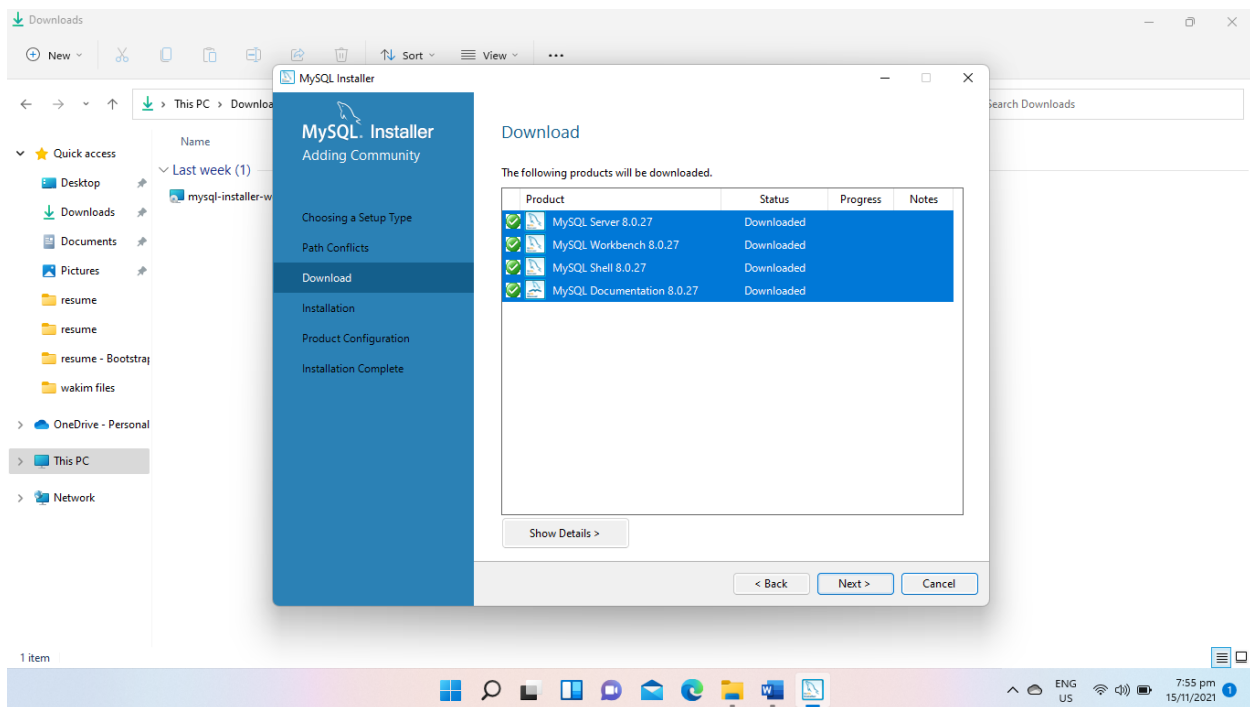 Downloads
New
Sort
View
This PC > Downloa
Search Downloads
Quick access
Desktop
Downloads
Documents
Pictures
resume
resume
resume - Bootstrap
wakim files
OneDrive - Personal
This PC
Network
Name
Last week (1)
mysql-installer-w
MySQL Installer
MySQL. Installer
Adding Community
Choosing a Setup Type
Path Conflicts
Download
Installation
Product Configuration
Installation Complete
Download
The following products will be downloaded.
Product Status Progress Notes
MySQL Server 8.0.27 Downloaded
MySQL Workbench 8.0.27 Downloaded
MySQL Shell 8.0.27 Downloaded
MySQL Documentation 8.0.27 Downloaded
Show Details >
< Back Next > Cancel
1 item
ENG
US
7:55 pm
15/11/2021
1